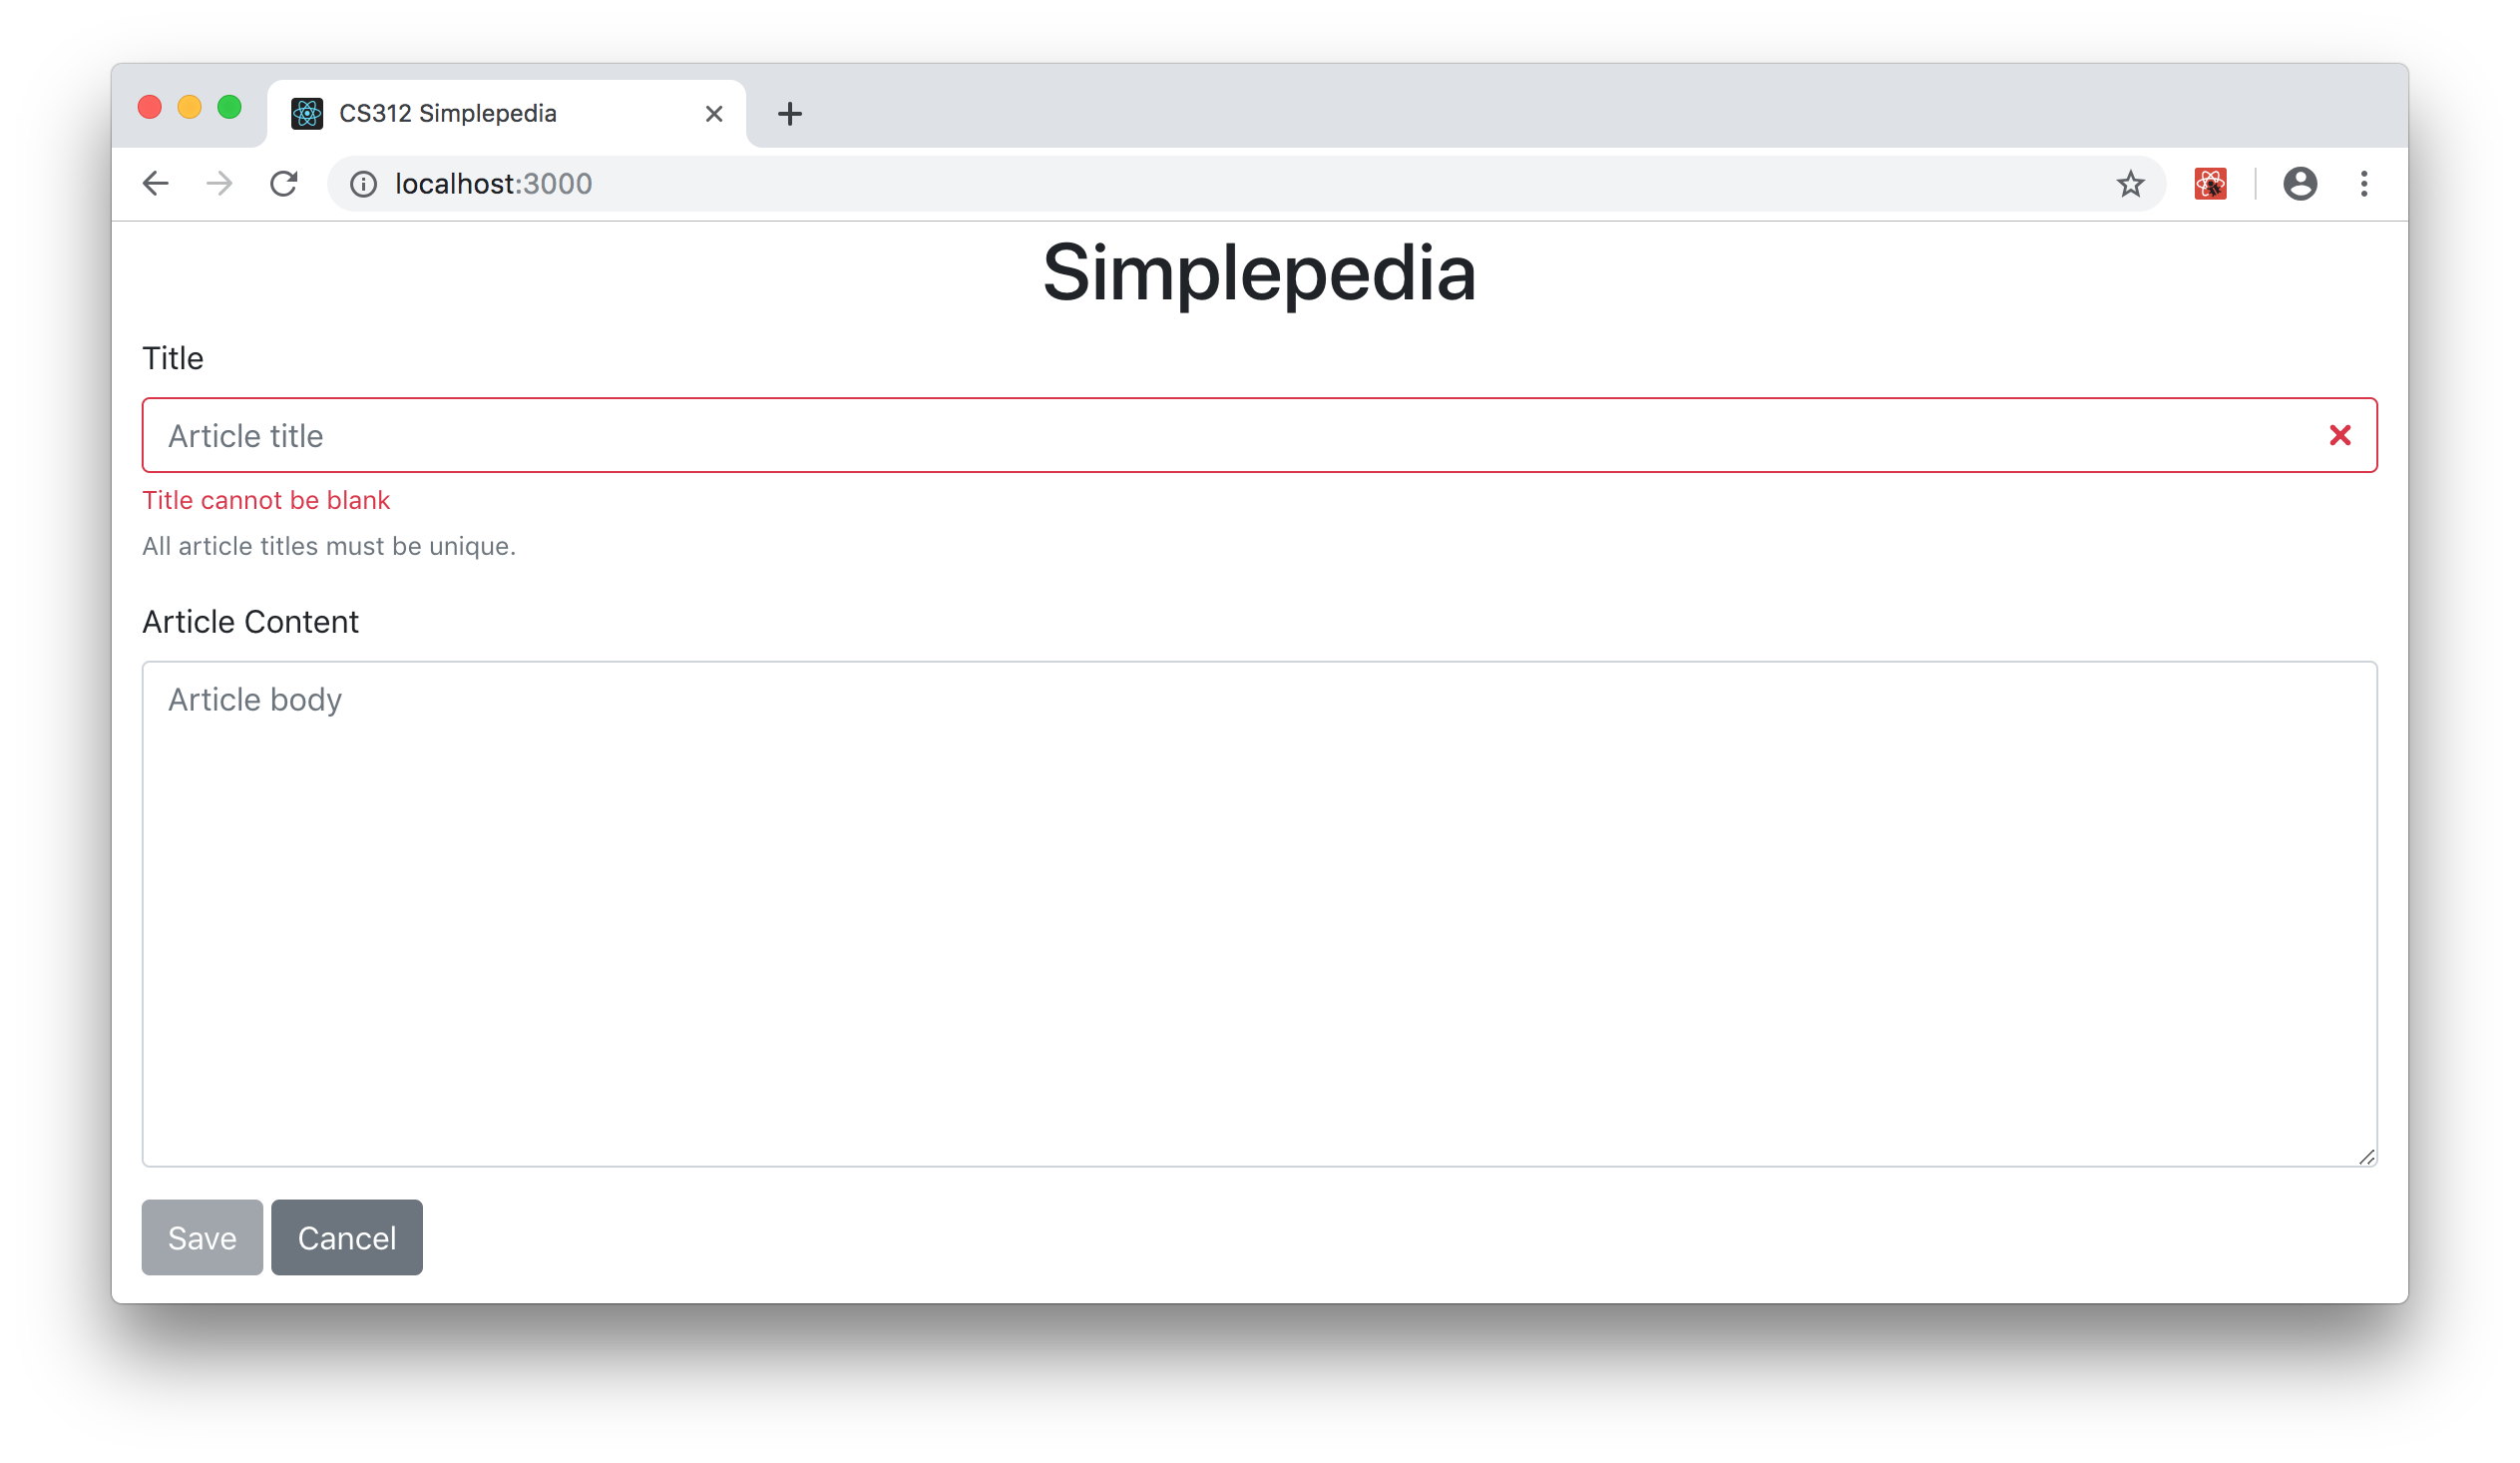 CS312 Simplepedia
localhost:3000
Simplepedia
Title
Article title
Title cannot be blank
All article titles must be unique.
Article Content
Article body
Save Cancel